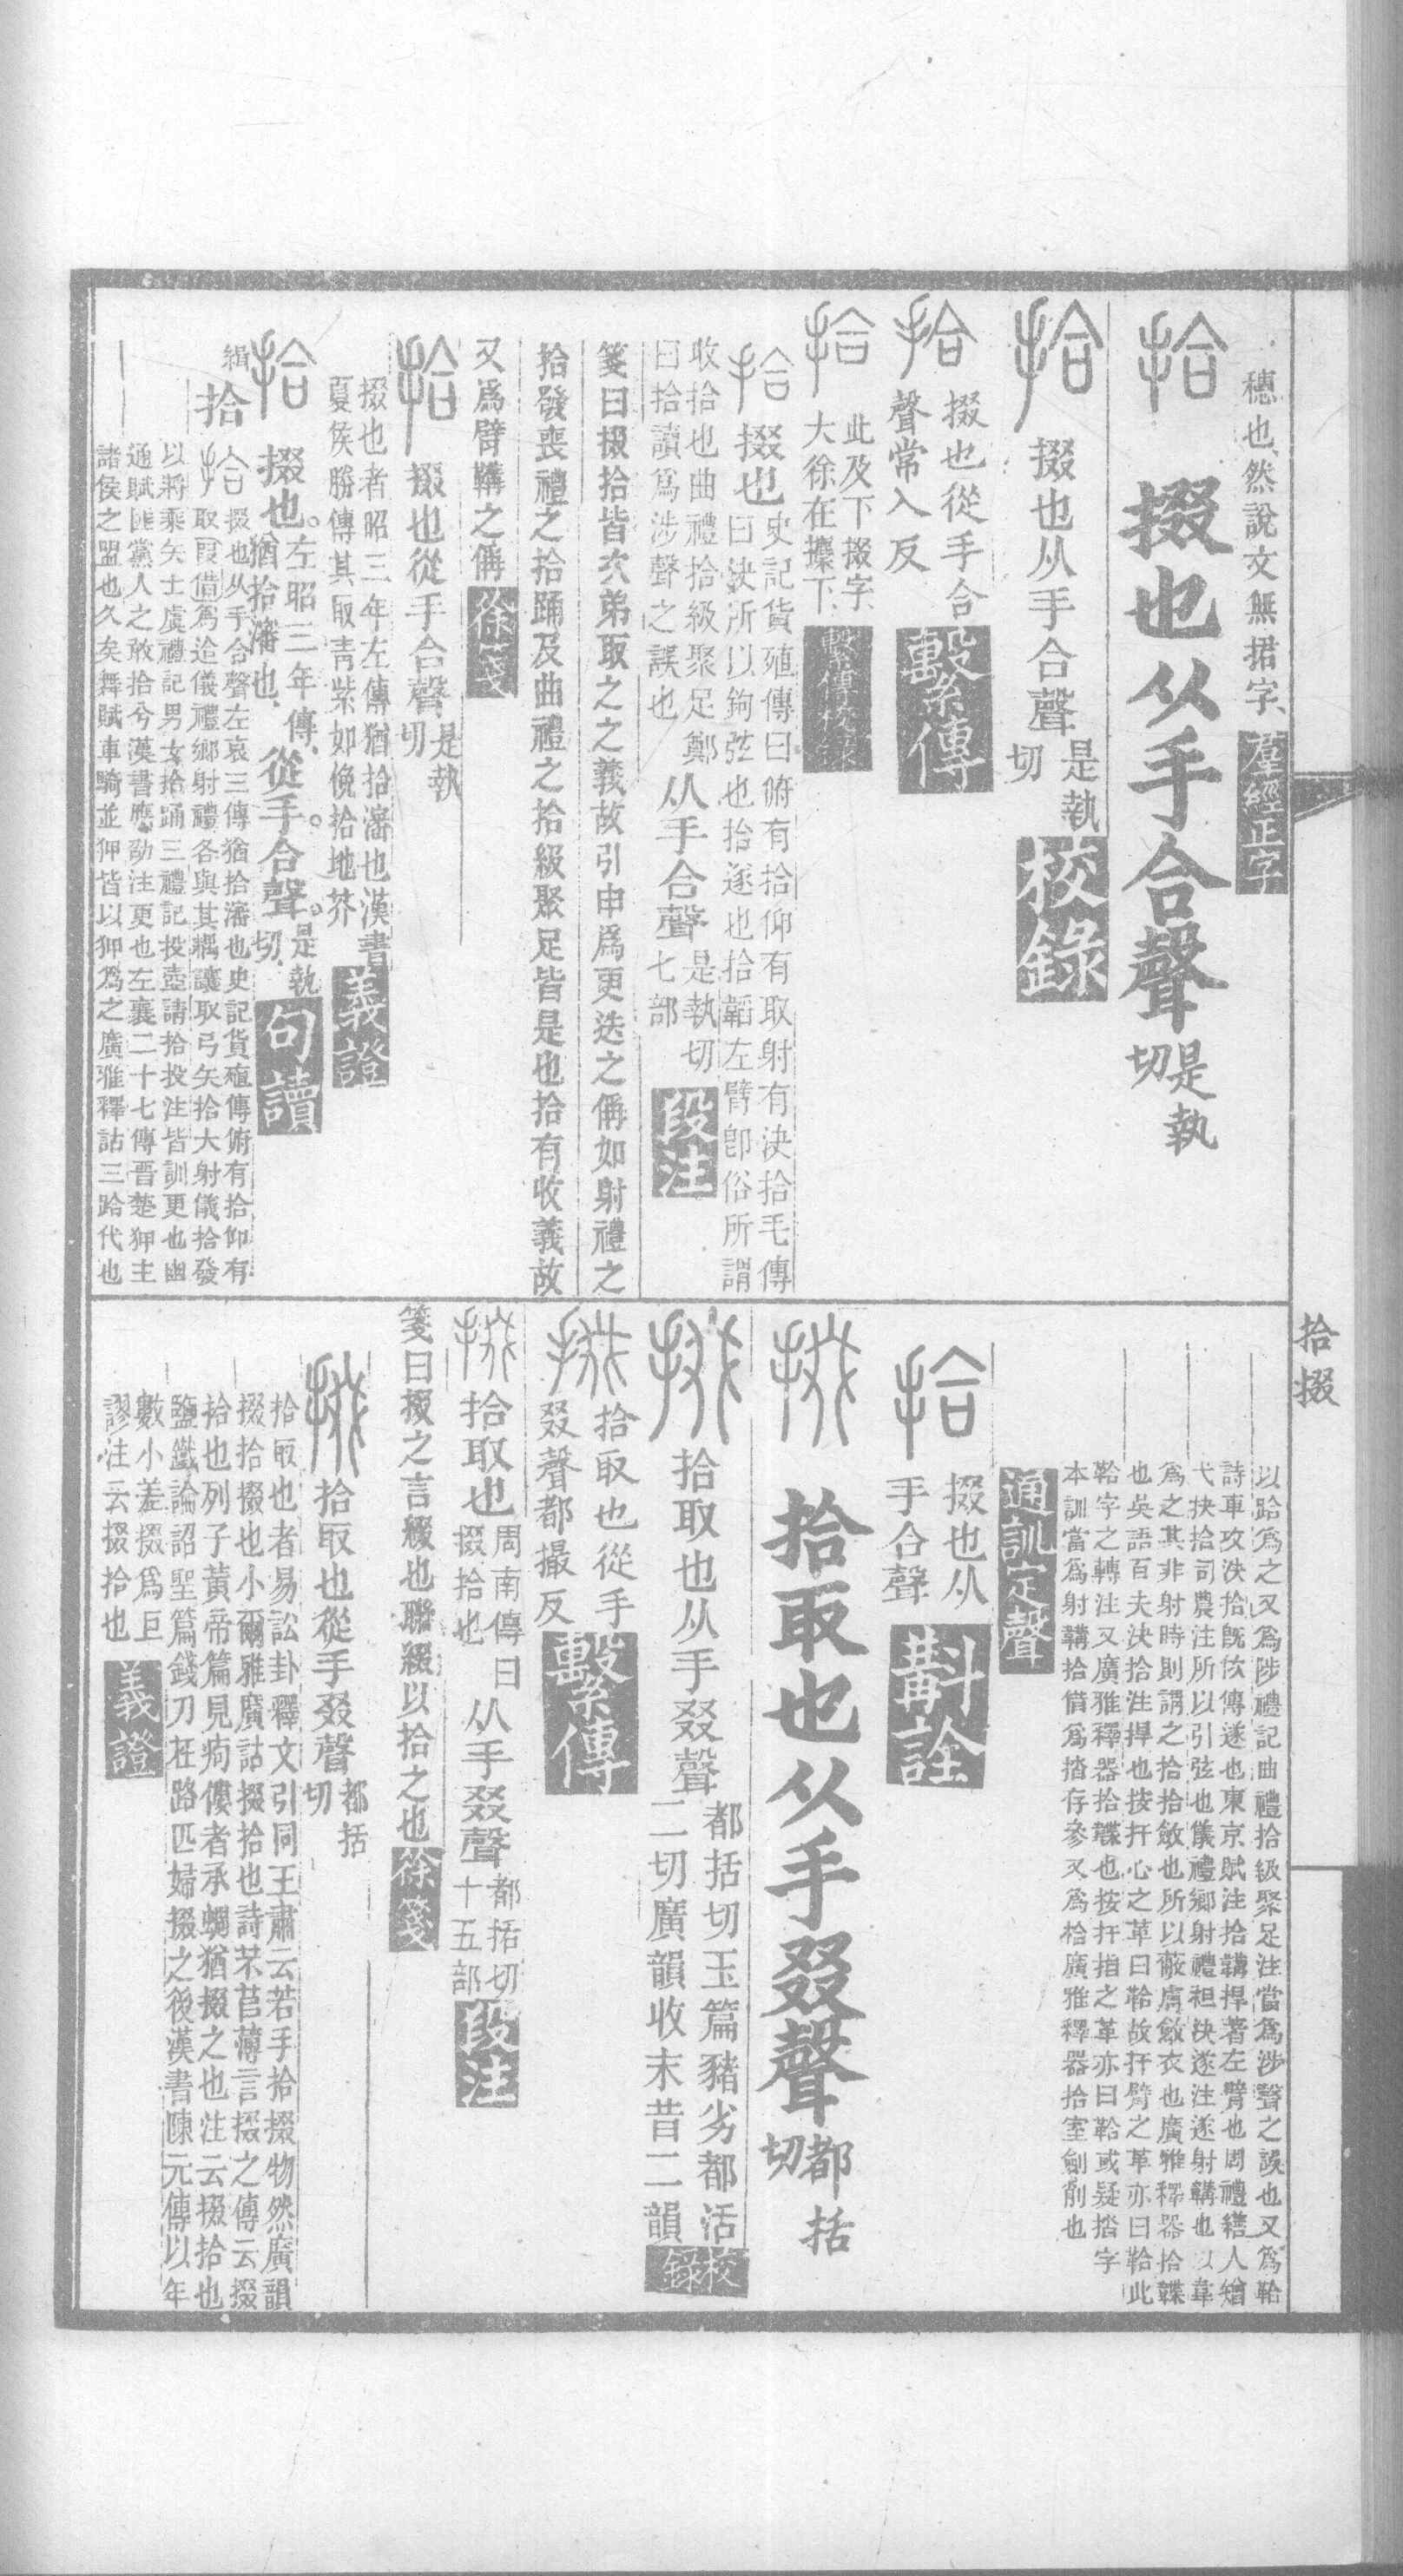 穗也然說文無捃字
羣經正字
拾
掇也从手合聲
是執
切
拾
掇也从手合聲
是執
切
校錄
拾
掇也從手合
聲常入反
繫傳
拾
此及下掇字
大徐在攗下
繫傳校錄
拾
掇也
史記貨殖傳曰俯有拾仰有取射有決拾毛傳
曰決所以鉤弦也拾遂也拾韜左臂卽俗所謂
收拾也曲禮拾級聚足鄭
曰拾讀爲涉聲之誤也
从手合聲
是執切
七部
段注
箋曰掇拾皆次弟取之之義故引申爲更迭之偁如射禮之
拾發喪禮之拾踊及曲禮之拾級聚足皆是也拾有收義故
又爲臂韝之偁
徐箋
拾
掇也從手合聲
是執
切
掇也者昭三年左傳猶拾瀋也漢書
夏侯勝傳其取靑紫如俛拾地芥
義證
拾
掇也
左昭三年傳
猶拾瀋也
從手合聲
是執
切
句讀
緝
拾
拾
掇也从手合聲左哀三傳猶拾瀋也史記貨殖傳俯有拾仰有
取叚借爲迨儀禮鄉射禮各與其耦讓取弓矢拾大射儀拾發
以將乘矢士虞禮記男女拾踊三禮記投壺請拾投注皆訓更也幽
通賦匪黨人之敢拾兮漢書應劭注更也左襄二十七傳晉楚狎主
諸侯之盟也久矣舞賦車騎並狎皆以狎爲之廣雅釋詁三跲代也
拾掇
以跲爲之又爲陟禮記曲禮拾級聚足注當爲涉聲之誤也又爲鞈
詩車攻決拾旣佽傳遂也東京賦注拾韝捍著左臂也周禮繕人矰
弋抉拾司農注所以引弦也儀禮鄉射禮袒決遂注遂射韝也以韋
爲之其非射時則謂之拾拾斂也所以蔽膚斂衣也廣雅釋器拾韘
也吳語百夫決拾注捍也按扞心之革曰鞈故扞臂之革亦曰鞈此
鞈字之轉注又廣雅釋器拾韘也按扞指之革亦曰鞈或疑㧺字
本訓當爲射韝拾借爲㧺存參又爲枱廣雅釋器拾室劍削也
通訓定聲
拾
掇也从
手合聲
斠詮
掇
拾取也从手叕聲
都括
切
掇
拾取也从手叕聲
都括切玉篇豬劣都活
二切廣韻收末昔二韻
校錄
掇
拾取也從手
叕聲都撮反
繫傳
掇
拾取也
周南傳曰
掇拾也
从手叕聲
都括切
十五部
段注
箋曰掇之言綴也聯綴以拾之也
徐箋
掇
拾取也從手叕聲
都括
切
拾取也者易訟卦釋文引同王肅云若手拾掇物然廣韻
掇拾掇也小爾雅廣詁掇拾也詩芣苢薄言掇之傳云掇
拾也列子黃帝篇見痀僂者承蜩猶掇之也注云掇拾也
鹽鐵論詔聖篇錢刀在路匹婦掇之後漢書陳元傳以年
數小差掇爲巨
謬注云掇拾也
義證